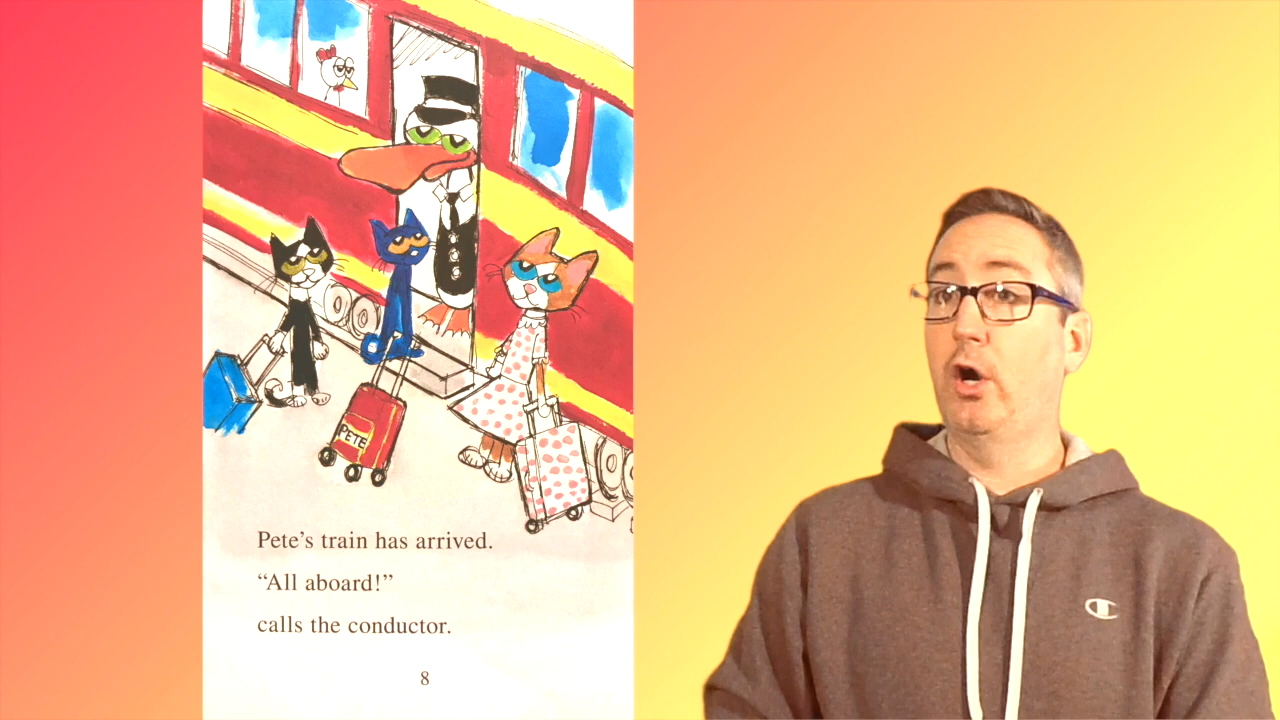 PETE
Pete's train has arrived.
“All aboard!”
calls the conductor.
8